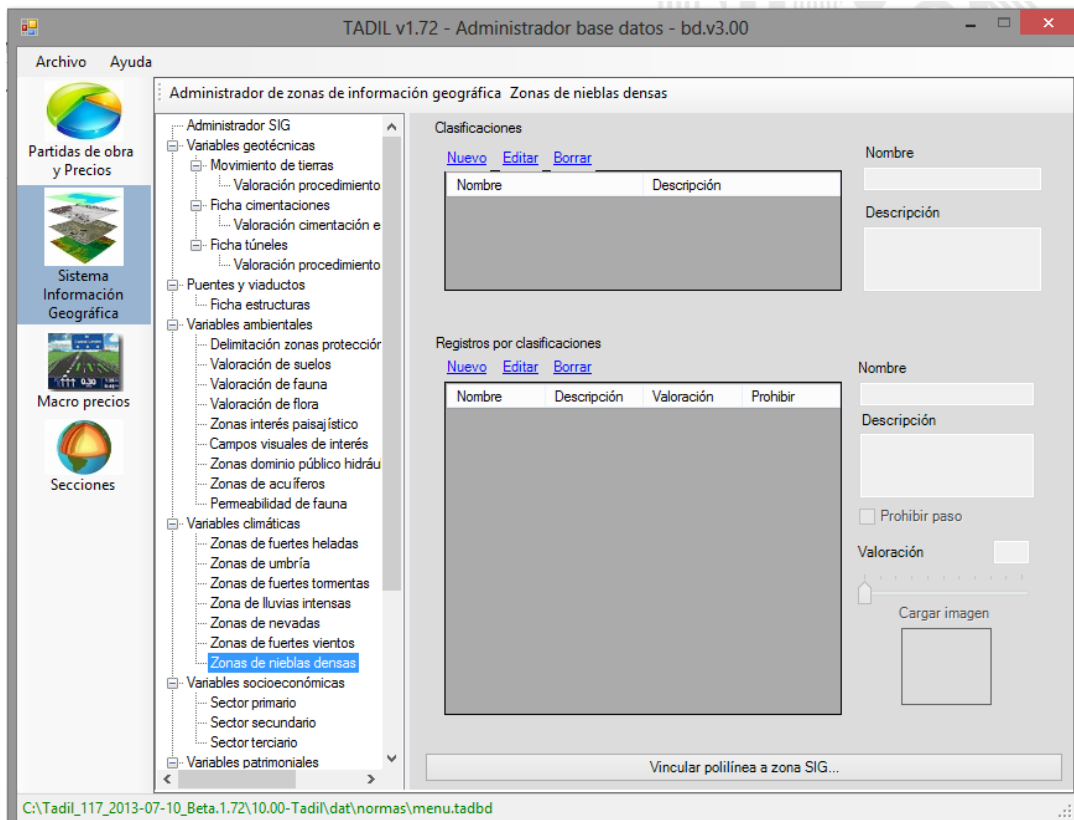 TADIL v1.72 - Administrador base datos - bd.v3.00
Archivo Ayuda
Partidas de obra
y Precios
Sistema
Información
Geográfica
Macro precios
Secciones
Administrador de zonas de información geográfica Zonas de nieblas densas
Administrador SIG
Variables geotécnicas
Movimiento de tierras
Valoración procedimiento
Ficha cimentaciones
Valoración cimentación e
Ficha túneles
Valoración procedimiento
Puentes y viaductos
Ficha estructuras
Variables ambientales
Delimitación zonas protección
Valoración de suelos
Valoración de fauna
Valoración de flora
Zonas interés paisajístico
Campos visuales de interés
Zonas dominio público hidrául
Zonas de acuíferos
Permeabilidad de fauna
Variables climáticas
Zonas de fuertes heladas
Zonas de umbría
Zonas de fuertes tormentas
Zona de lluvias intensas
Zonas de nevadas
Zonas de fuertes vientos
Zonas de nieblas densas
Variables socioeconómicas
Sector primario
Sector secundario
Sector terciario
Variables patrimoniales
Clasificaciones
Nuevo Editar Borrar
Nombre Descripción
Nombre
Descripción
Registros por clasificaciones
Nuevo Editar Borrar
Nombre Descripción Valoración Prohibir
Nombre
Descripción
Prohibir paso
Valoración
Cargar imagen
Vincular polilínea a zona SIG...
C:\Tadil_117_2013-07-10_Beta.1.72\10.00-Tadil\dat\normas\menu.tadbd